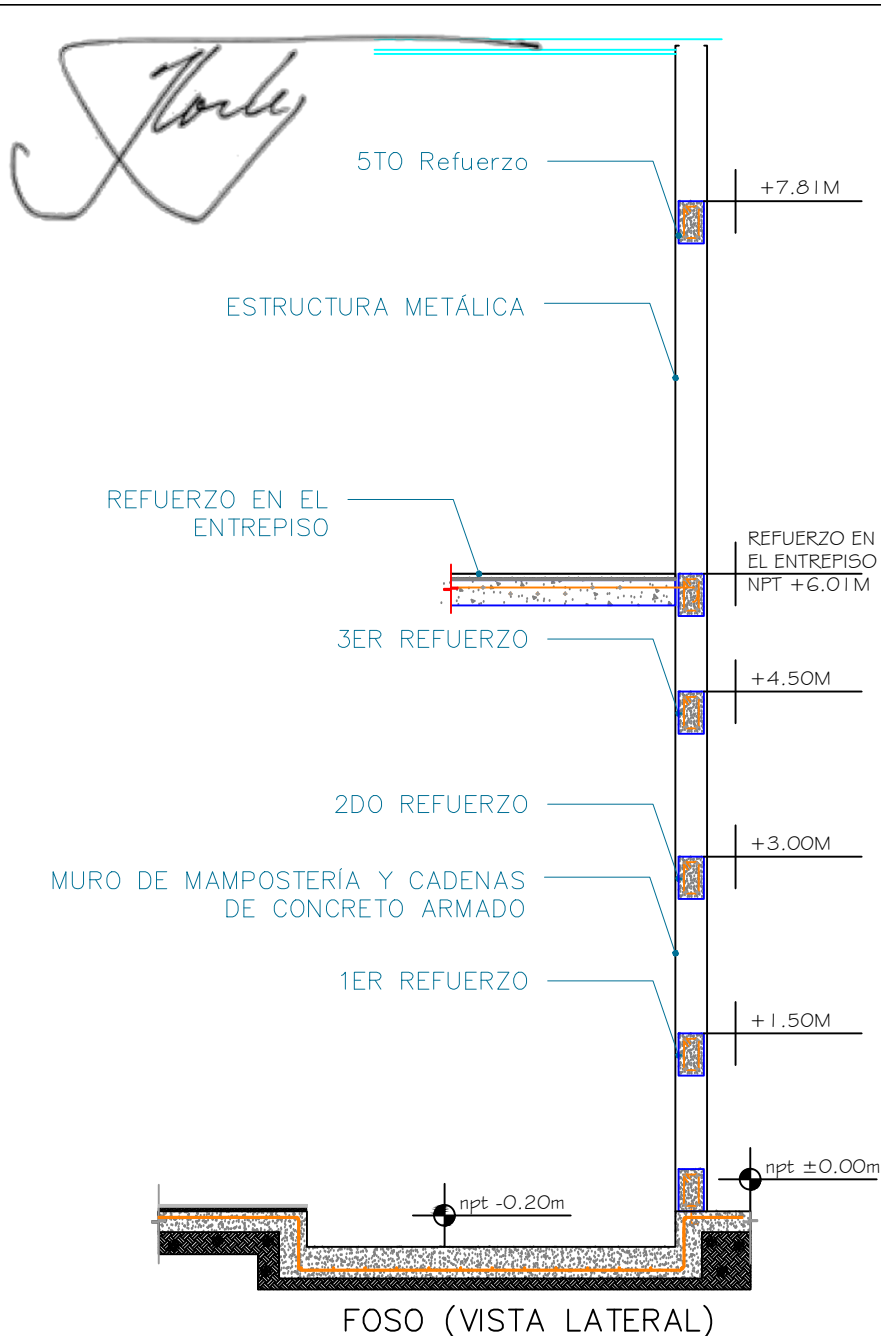 5TO Refuerzo
+7.81M
ESTRUCTURA METÁLICA
REFUERZO EN EL
ENTREPISO
REFUERZO EN
EL ENTREPISO
NPT +6.01M
3ER REFUERZO
+4.50M
2DO REFUERZO
+3.00M
MURO DE MAMPOSTERÍA Y CADENAS
DE CONCRETO ARMADO
1ER REFUERZO
+1.50M
npt ±0.00m
npt -0.20m
FOSO (VISTA LATERAL)